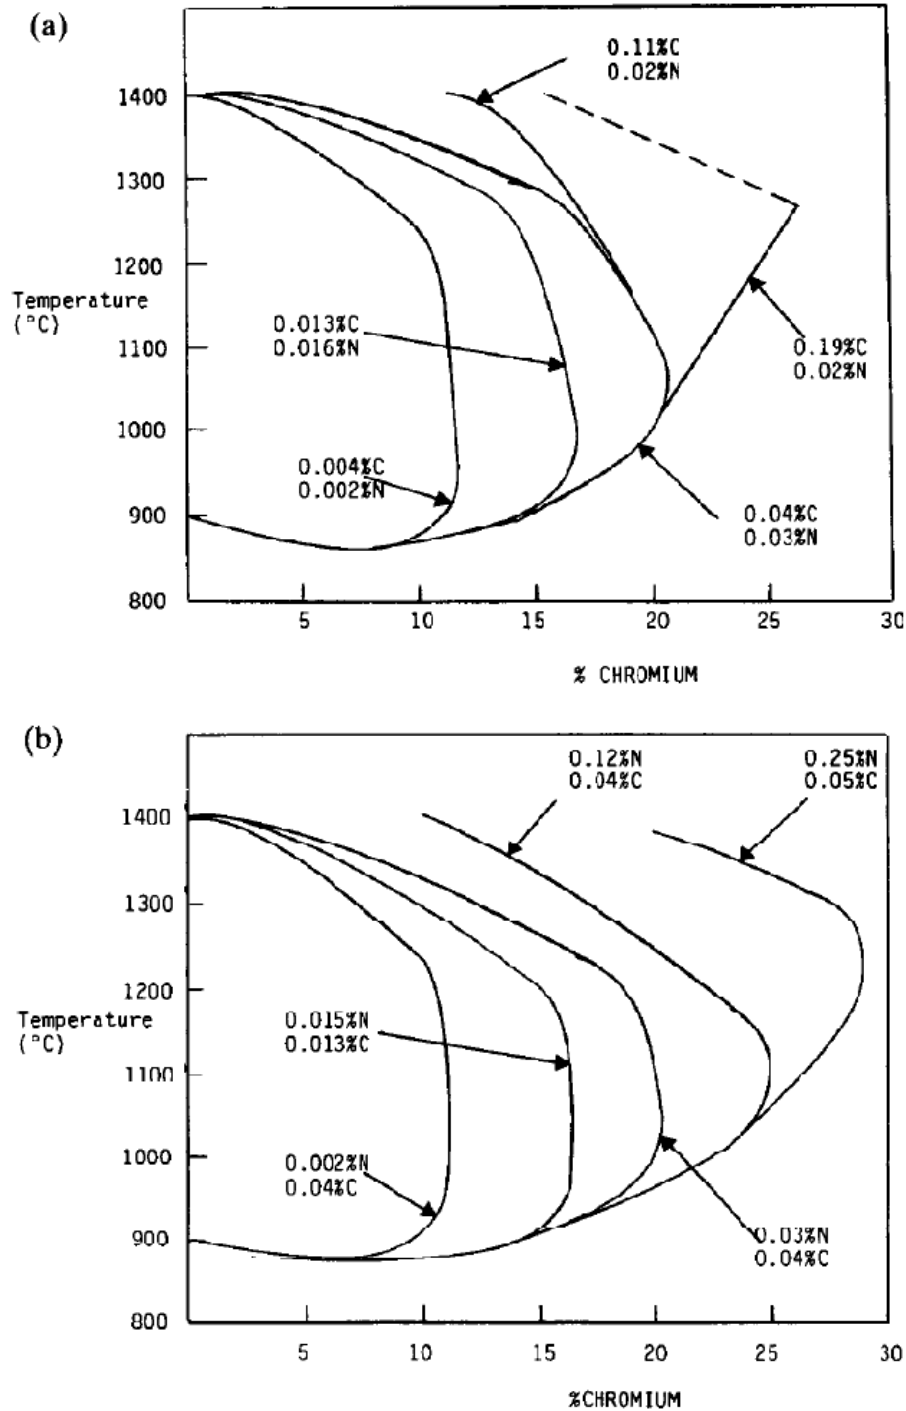 (a)
0.11%C
0.02%N
1400
1300
1200
Temperature
(°C)
0.013%C
0.016%N
1100
0.19%C
0.02%N
1000
0.004%C
0.002%N
900
0.04%C
0.03%N
800
5 10 15 20 25 30
% CHROMIUM
(b)
0.12%N
0.04%C
0.25%N
0.05%C
1400
1300
1200
Temperature
(°C)
0.015%N
0.013%C
1100
1000
0.002%N
0.04%C
900
0.03%N
0.04%C
800
5 10 15 20 25 30
%CHROMIUM